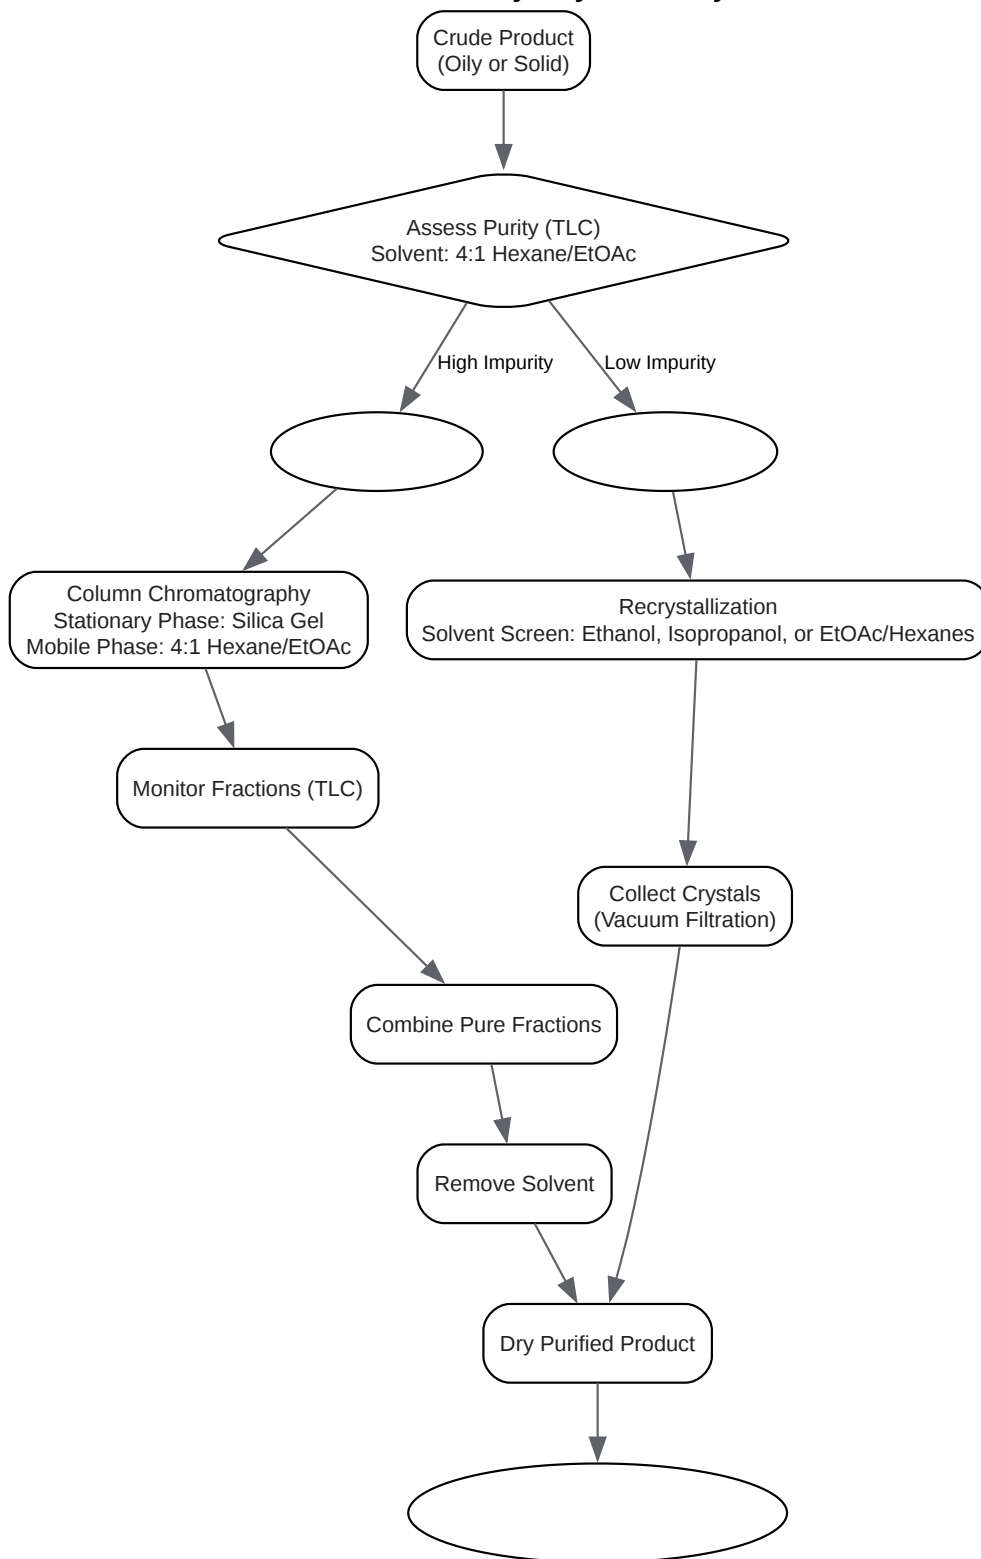 Crude Product
(Oily or Solid)
Assess Purity (TLC)
Solvent: 4:1 Hexane/EtOAc
High Impurity
Low Impurity
Column Chromatography
Stationary Phase: Silica Gel
Mobile Phase: 4:1 Hexane/EtOAc
Recrystallization
Solvent Screen: Ethanol, Isopropanol, or EtOAc/Hexanes
Monitor Fractions (TLC)
Collect Crystals
(Vacuum Filtration)
Combine Pure Fractions
Remove Solvent
Dry Purified Product